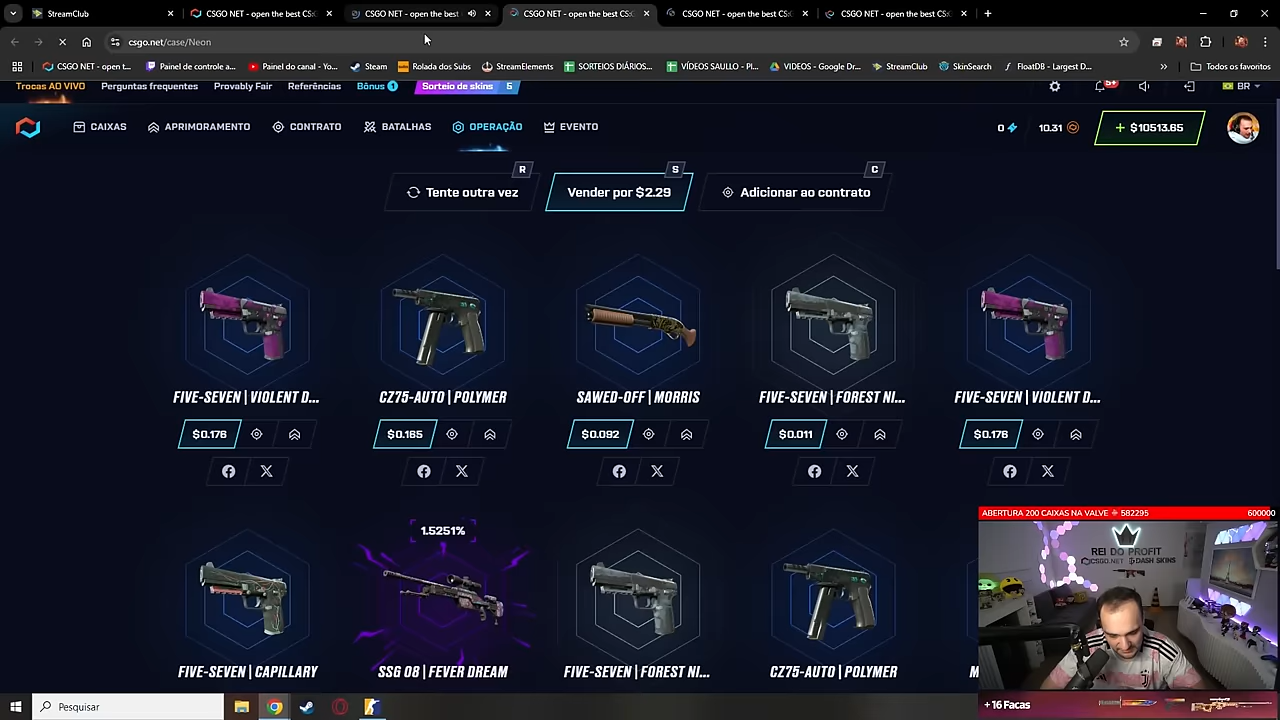 StreamClub
CSGO NET - open the best CS:
CSGO NET - open the best
CSGO NET - open the best CS:
CSGO NET - open the best CS:
CSGO NET - open the best CS:
csgo.net/case/Neon
CSGO NET - open t...
Painel de controle a...
Painel do canal - Yo...
Steam
Rolada dos Subs
StreamElements
SORTEIOS DIÁRIOS...
VÍDEOS SAULLO - Pl...
VIDEOS - Google Dr...
StreamClub
SkinSearch
FloatDB - Largest D...
Todos os favoritos
Trocas AO VIVO
Perguntas frequentes
Provably Fair
Referências
Bônus 1
Sorteio de skins 5
5+
BR
CAIXAS
APRIMORAMENTO
CONTRATO
BATALHAS
OPERAÇÃO
EVENTO
0
10.31
+ $10513.65
R
S
C
Tente outra vez
Vender por $2.29
Adicionar ao contrato
FIVE-SEVEN | VIOLENT D...
CZ75-AUTO | POLYMER
SAWED-OFF | MORRIS
FIVE-SEVEN | FOREST NI...
FIVE-SEVEN | VIOLENT D...
$0.176
$0.165
$0.092
$0.011
$0.176
1.5251%
ABERTURA 200 CAIXAS NA VALVE 582295
600000
REI DO PROFIT
CSGO.NET
DASH SKINS
FIVE-SEVEN | CAPILLARY
SSG 08 | FEVER DREAM
FIVE-SEVEN | FOREST NI...
CZ75-AUTO | POLYMER
Pesquisar
+16 Facas